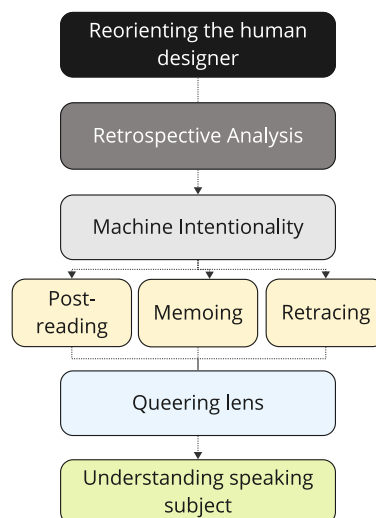 Reorienting the human
designer
Retrospective Analysis
Machine Intentionality
Post-
reading
Memoing
Retracing
Queering lens
Understanding speaking
subject